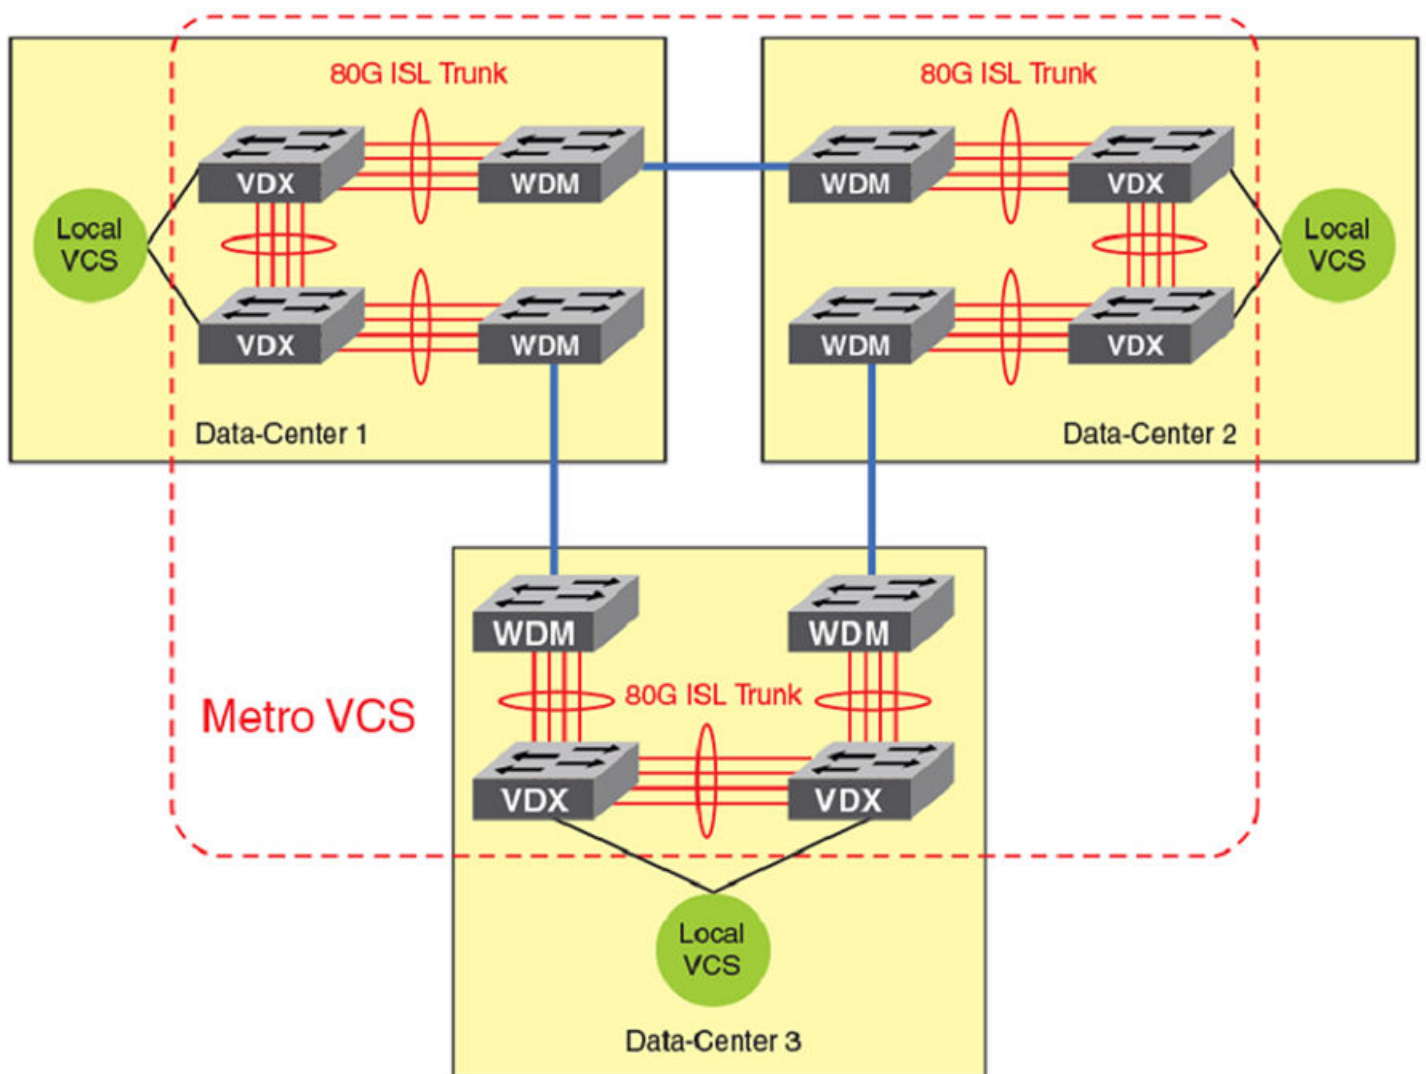 80G ISL Trunk
80G ISL Trunk
VDX
WDM
WDM
VDX
Local
VCS
Local
VCS
VDX
WDM
WDM
VDX
Data-Center 1
Data-Center 2
WDM
WDM
80G ISL Trunk
Metro VCS
VDX
VDX
Local
VCS
Data-Center 3